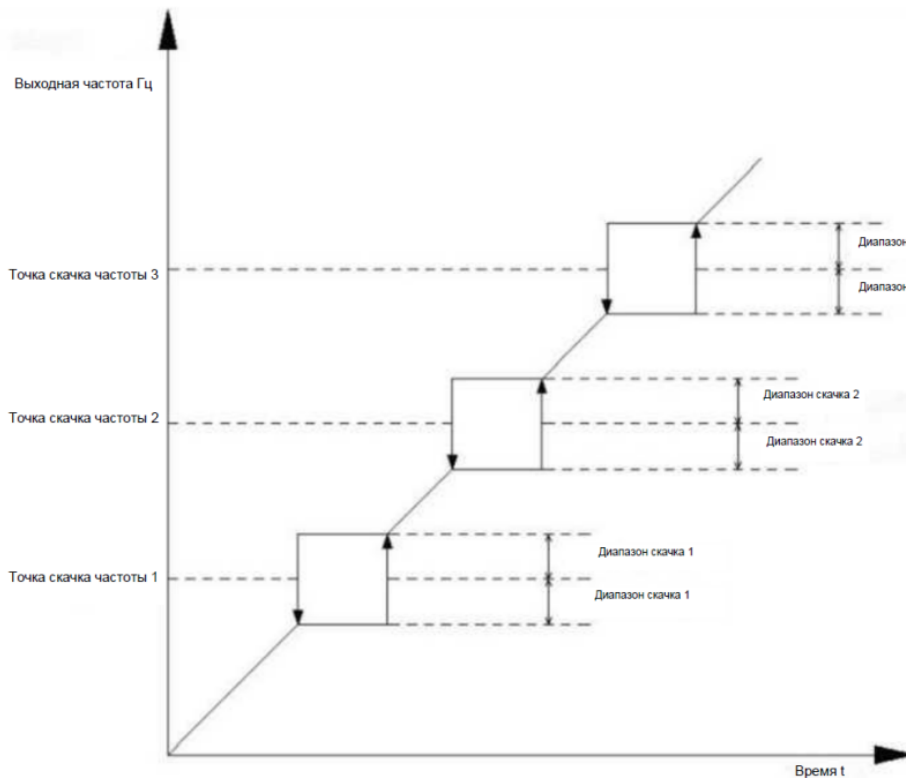 Выходная частота Гц
Точка скачка частоты 3
Диапазон
Диапазон
Точка скачка частоты 2
Диапазон скачка 2
Диапазон скачка 2
Точка скачка частоты 1
Диапазон скачка 1
Диапазон скачка 1
Время t